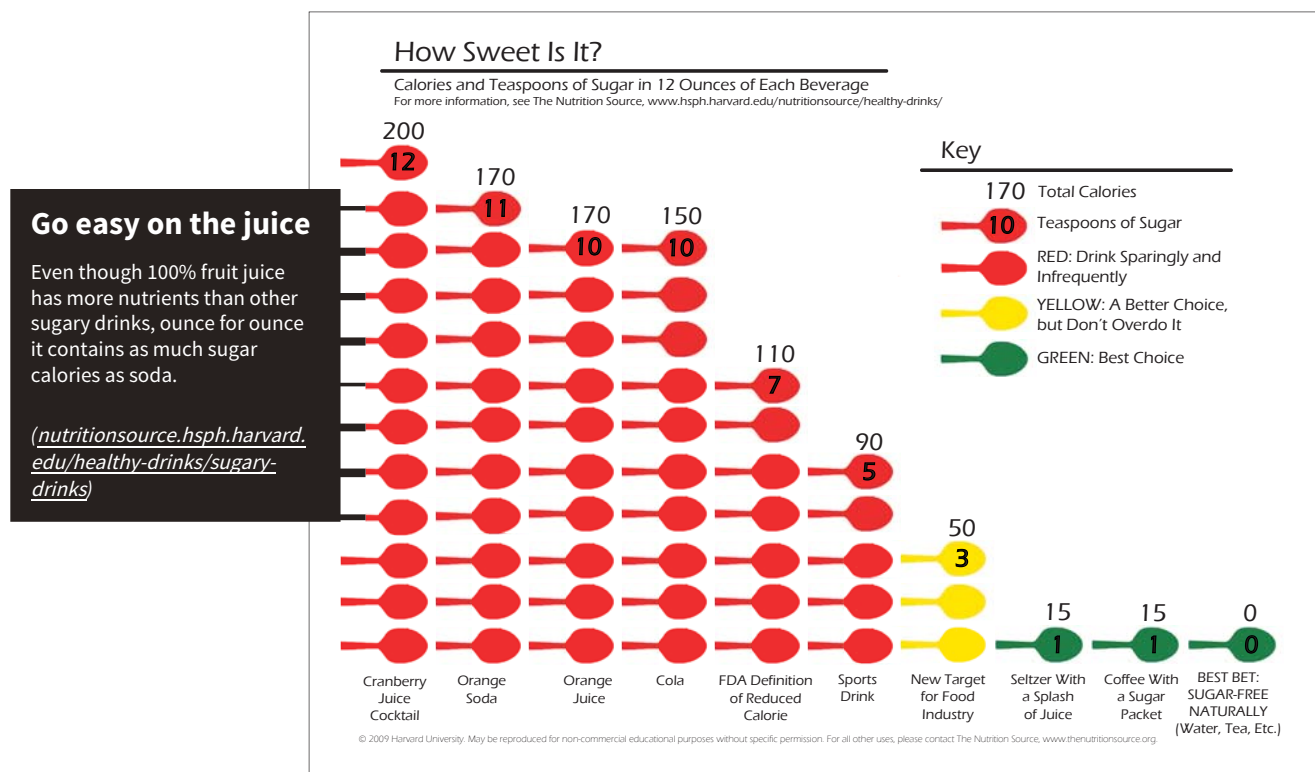 How Sweet Is It?
Calories and Teaspoons of Sugar in 12 Ounces of Each Beverage
For more information, see The Nutrition Source, www.hsph.harvard.edu/nutritionsource/healthy-drinks/
Go easy on the juice
Even though 100% fruit juice
has more nutrients than other
sugary drinks, ounce for ounce
it contains as much sugar
calories as soda.
(nutritionsource.hsph.harvard.
edu/healthy-drinks/sugary-
drinks)
200
12
170
11
170
10
150
10
110
7
90
5
50
3
15
1
15
1
0
0
Key
170 Total Calories
10 Teaspoons of Sugar
RED: Drink Sparingly and
Infrequently
YELLOW: A Better Choice,
but Don't Overdo It
GREEN: Best Choice
Cranberry
Juice
Cocktail
Orange
Soda
Orange
Juice
Cola
FDA Definition
of Reduced
Calorie
Sports
Drink
New Target
for Food
Industry
Seltzer With
a Splash
of Juice
Coffee With
a Sugar
Packet
BEST BET:
SUGAR-FREE
NATURALLY
(Water, Tea, Etc.)
© 2009 Harvard University. May be reproduced for non-commercial educational purposes without specific permission. For all other uses, please contact The Nutrition Source, www.thenutritionsource.org.